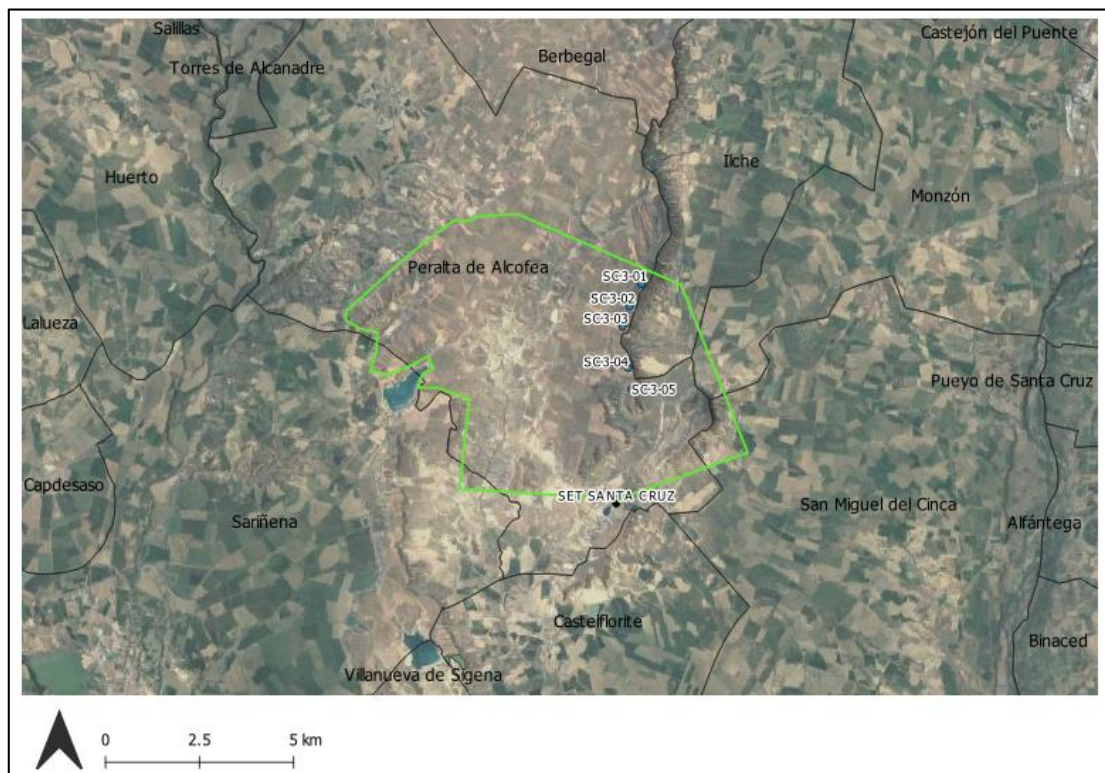 Salillas
Castejón del Puente
Berbegal
Torres de Alcanadre
Ilche
Huerto
Monzón
Peralta de Alcofea
SC3-01
SC3-02
SC3-03
Lalueza
SC3-04
Pueyo de Santa Cruz
SC3-05
Capdesaso
SET SANTA CRUZ
San Miguel del Cinca
Sariñena
Alfántega
Castelflorite
Binaced
Villanueva de Sigena
0 2.5 5 km